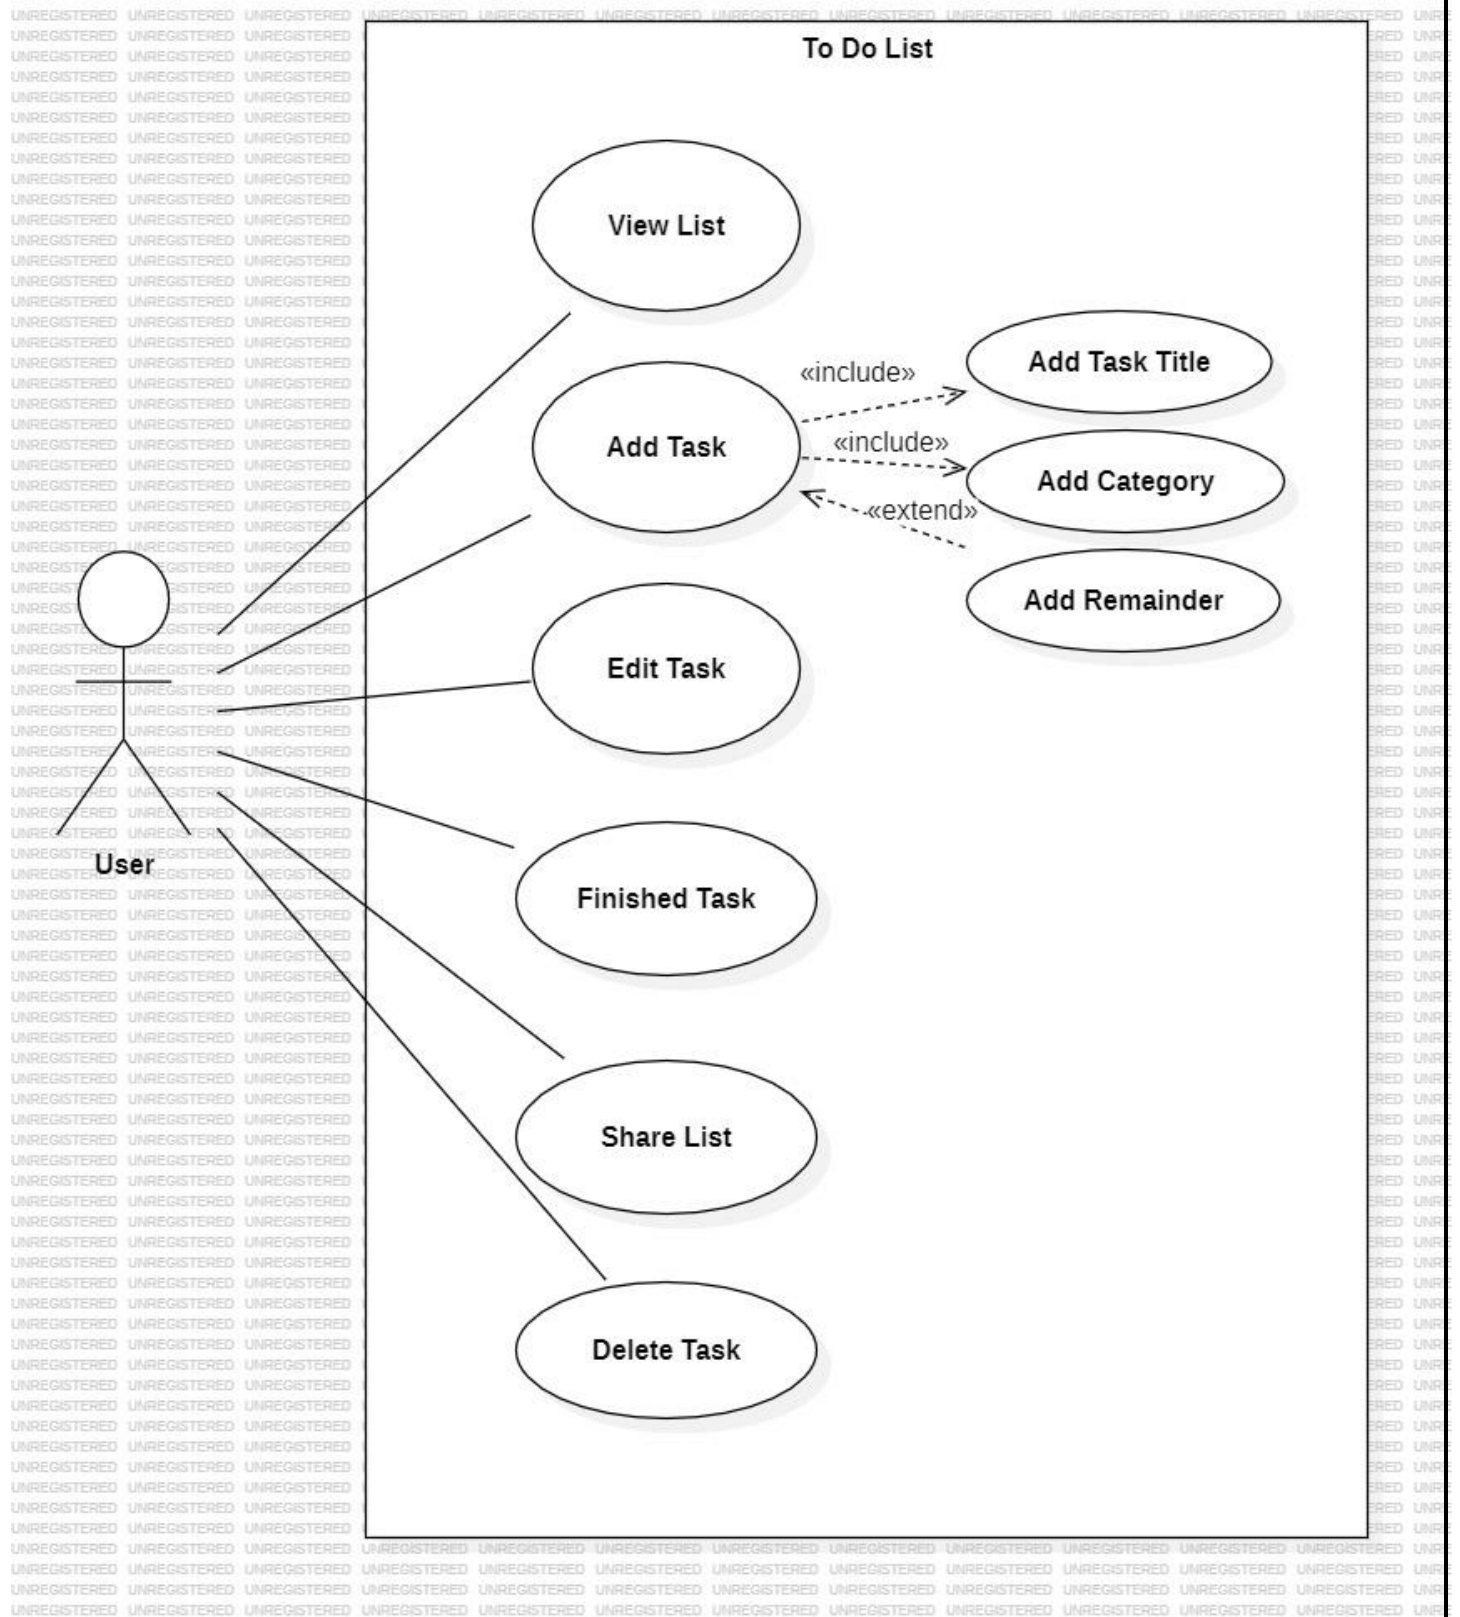 To Do List
View List
Add Task Title
«include»
Add Task
«include»
Add Category
«extend»
Add Remainder
Edit Task
User
Finished Task
Share List
Delete Task
UNREGISTERED